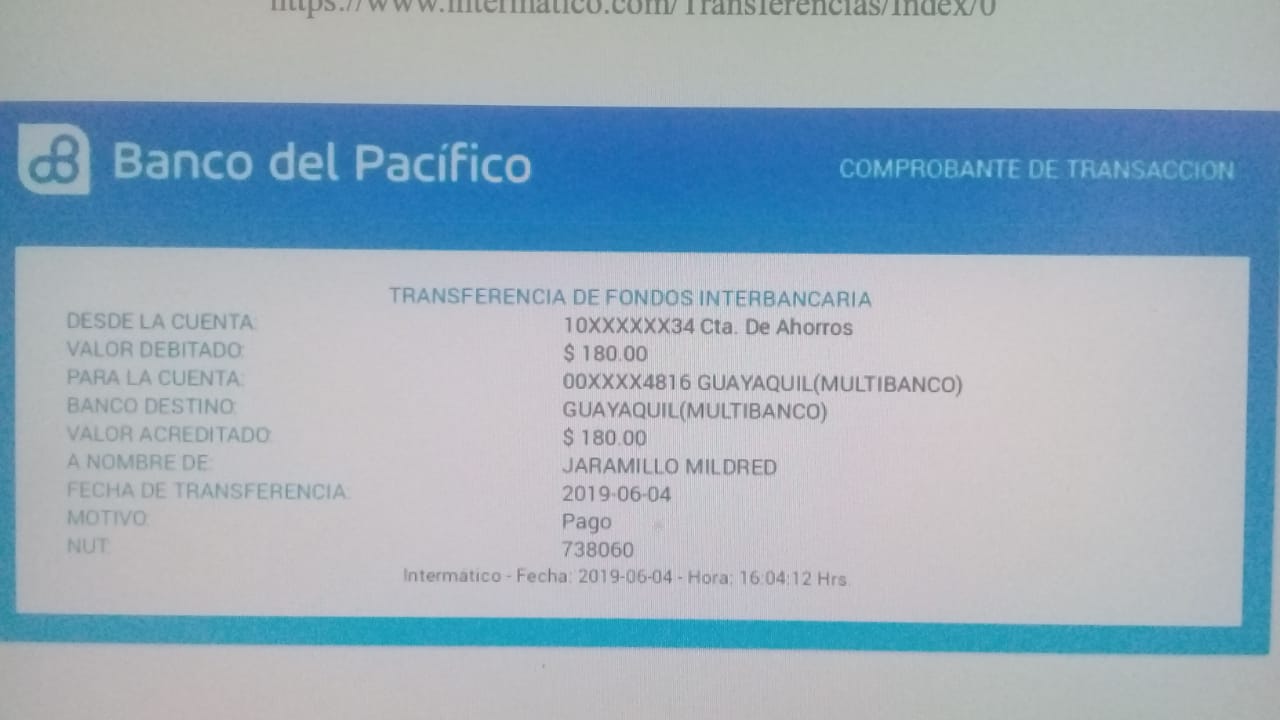 https://www.intermatico.com/Transferencias/Index/0
Banco del Pacífico
COMPROBANTE DE TRANSACCION
TRANSFERENCIA DE FONDOS INTERBANCARIA
DESDE LA CUENTA: 10XXXXXX34 Cta. De Ahorros
VALOR DEBITADO: $ 180.00
PARA LA CUENTA: 00XXXX4816 GUAYAQUIL(MULTIBANCO)
BANCO DESTINO: GUAYAQUIL(MULTIBANCO)
VALOR ACREDITADO: $ 180.00
A NOMBRE DE: JARAMILLO MILDRED
FECHA DE TRANSFERENCIA: 2019-06-04
MOTIVO: Pago
NUT: 738060
Intermático - Fecha: 2019-06-04 - Hora: 16:04:12 Hrs.